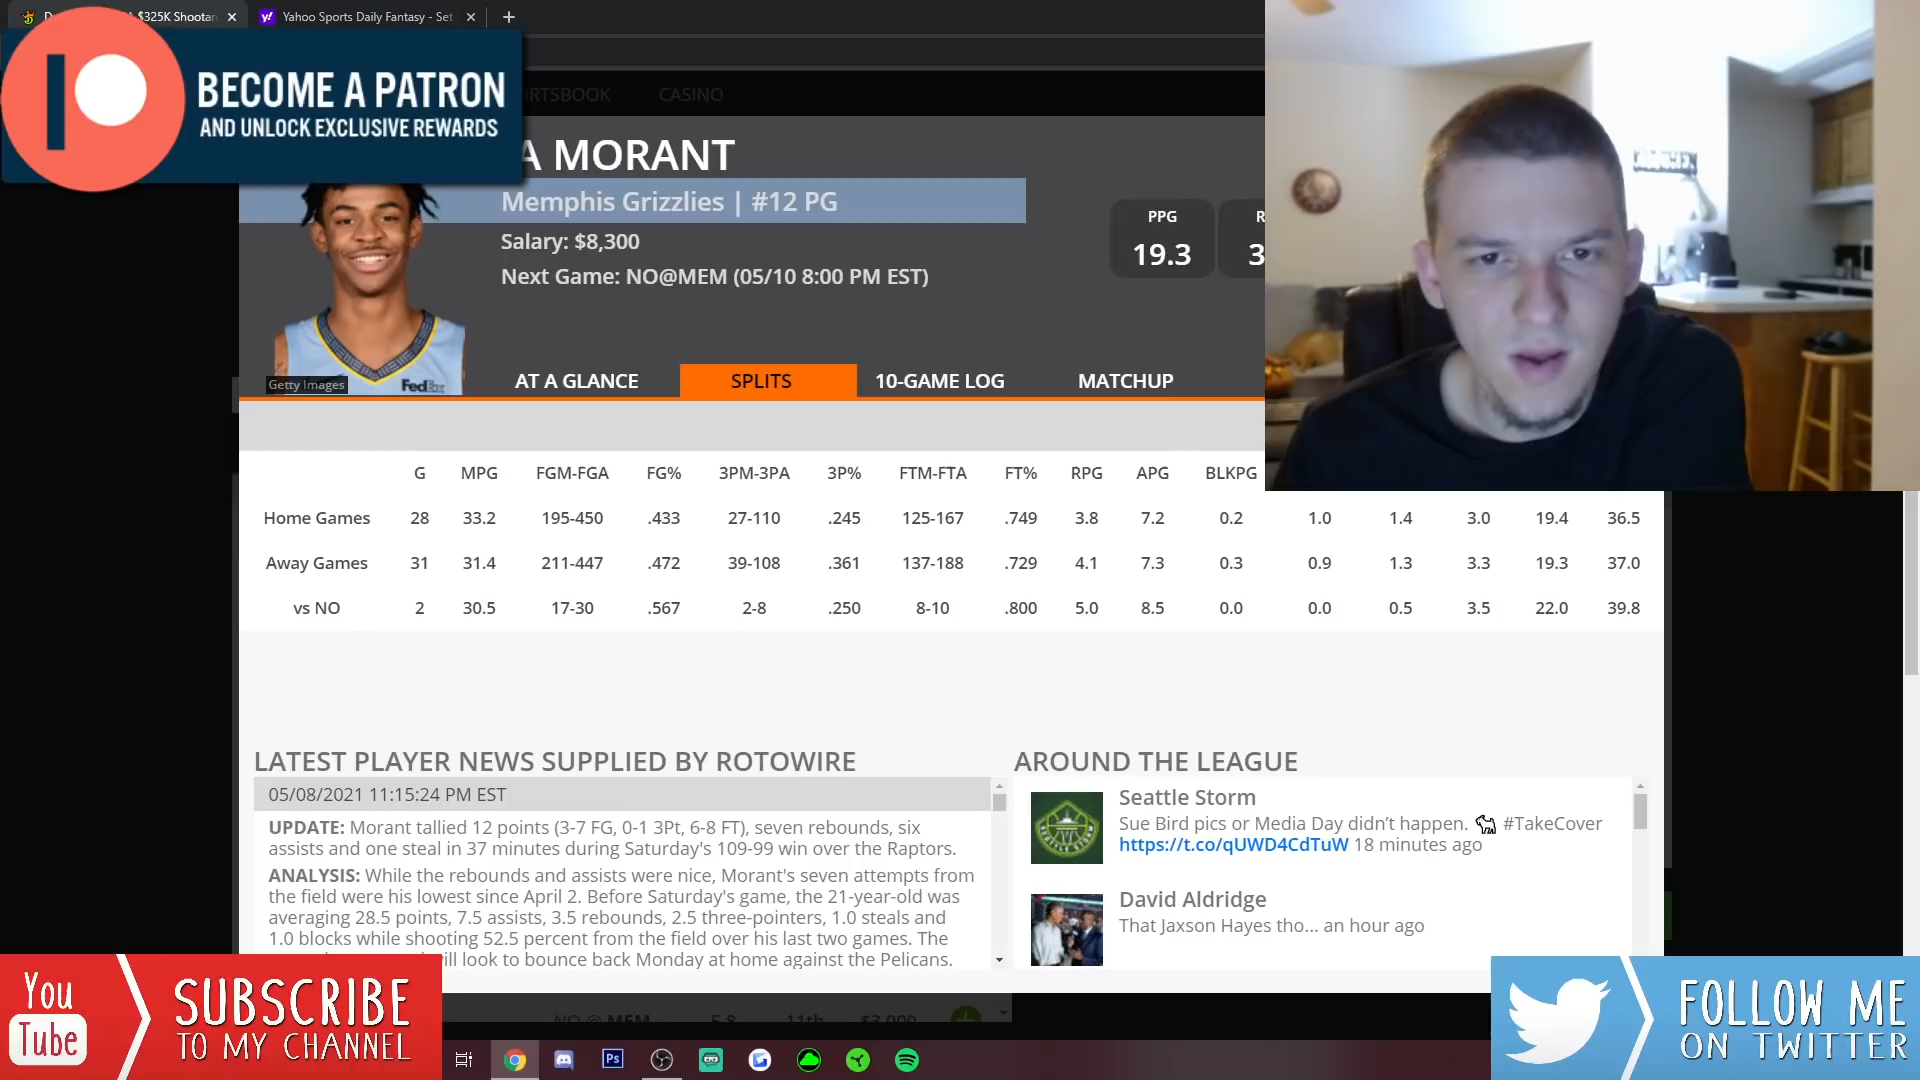 $325K Shootar
Yahoo Sports Daily Fantasy - Set
BECOME A PATRON
AND UNLOCK EXCLUSIVE REWARDS
RTSBOOK
CASINO
A MORANT
Memphis Grizzlies | #12 PG
Salary: $8,300
Next Game: NO@MEM (05/10 8:00 PM EST)
PPG
19.3
R
3
Getty Images
FedEx
AT A GLANCE
SPLITS
10-GAME LOG
MATCHUP
G MPG FGM-FGA FG% 3PM-3PA 3P% FTM-FTA FT% RPG APG BLKPG
Home Games 28 33.2 195-450 .433 27-110 .245 125-167 .749 3.8 7.2 0.2 1.0 1.4 3.0 19.4 36.5
Away Games 31 31.4 211-447 .472 39-108 .361 137-188 .729 4.1 7.3 0.3 0.9 1.3 3.3 19.3 37.0
vs NO 2 30.5 17-30 .567 2-8 .250 8-10 .800 5.0 8.5 0.0 0.0 0.5 3.5 22.0 39.8
LATEST PLAYER NEWS SUPPLIED BY ROTOWIRE
05/08/2021 11:15:24 PM EST
UPDATE: Morant tallied 12 points (3-7 FG, 0-1 3Pt, 6-8 FT), seven rebounds, six
assists and one steal in 37 minutes during Saturday's 109-99 win over the Raptors.
ANALYSIS: While the rebounds and assists were nice, Morant's seven attempts from
the field were his lowest since April 2. Before Saturday's game, the 21-year-old was
averaging 28.5 points, 7.5 assists, 3.5 rebounds, 2.5 three-pointers, 1.0 steals and
1.0 blocks while shooting 52.5 percent from the field over his last two games. The
ill look to bounce back Monday at home against the Pelicans.
AROUND THE LEAGUE
Seattle Storm
Sue Bird pics or Media Day didn't happen. 🐐 #TakeCover
https://t.co/qUWD4CdTuW 18 minutes ago
David Aldridge
That Jaxson Hayes tho... an hour ago
NO @ MEM 5.8 11th $3,000
You
Tube
SUBSCRIBE
TO MY CHANNEL
Ps
FOLLOW ME
ON TWITTER